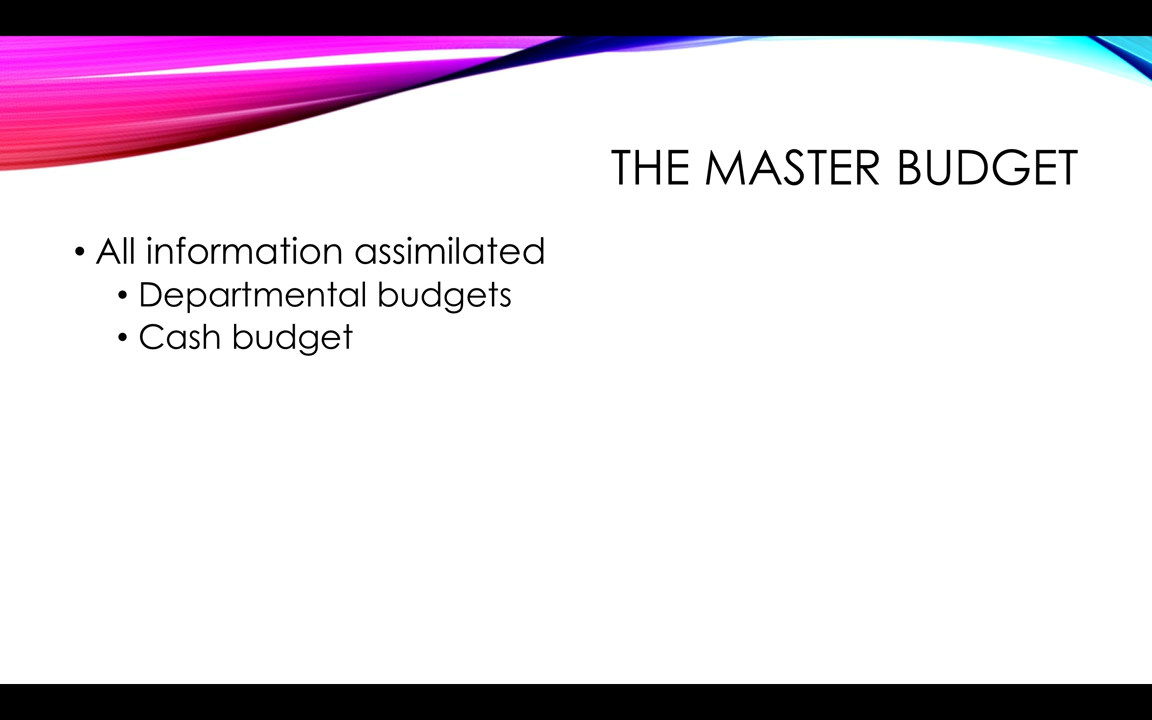 THE MASTER BUDGET
• All information assimilated
• Departmental budgets
• Cash budget